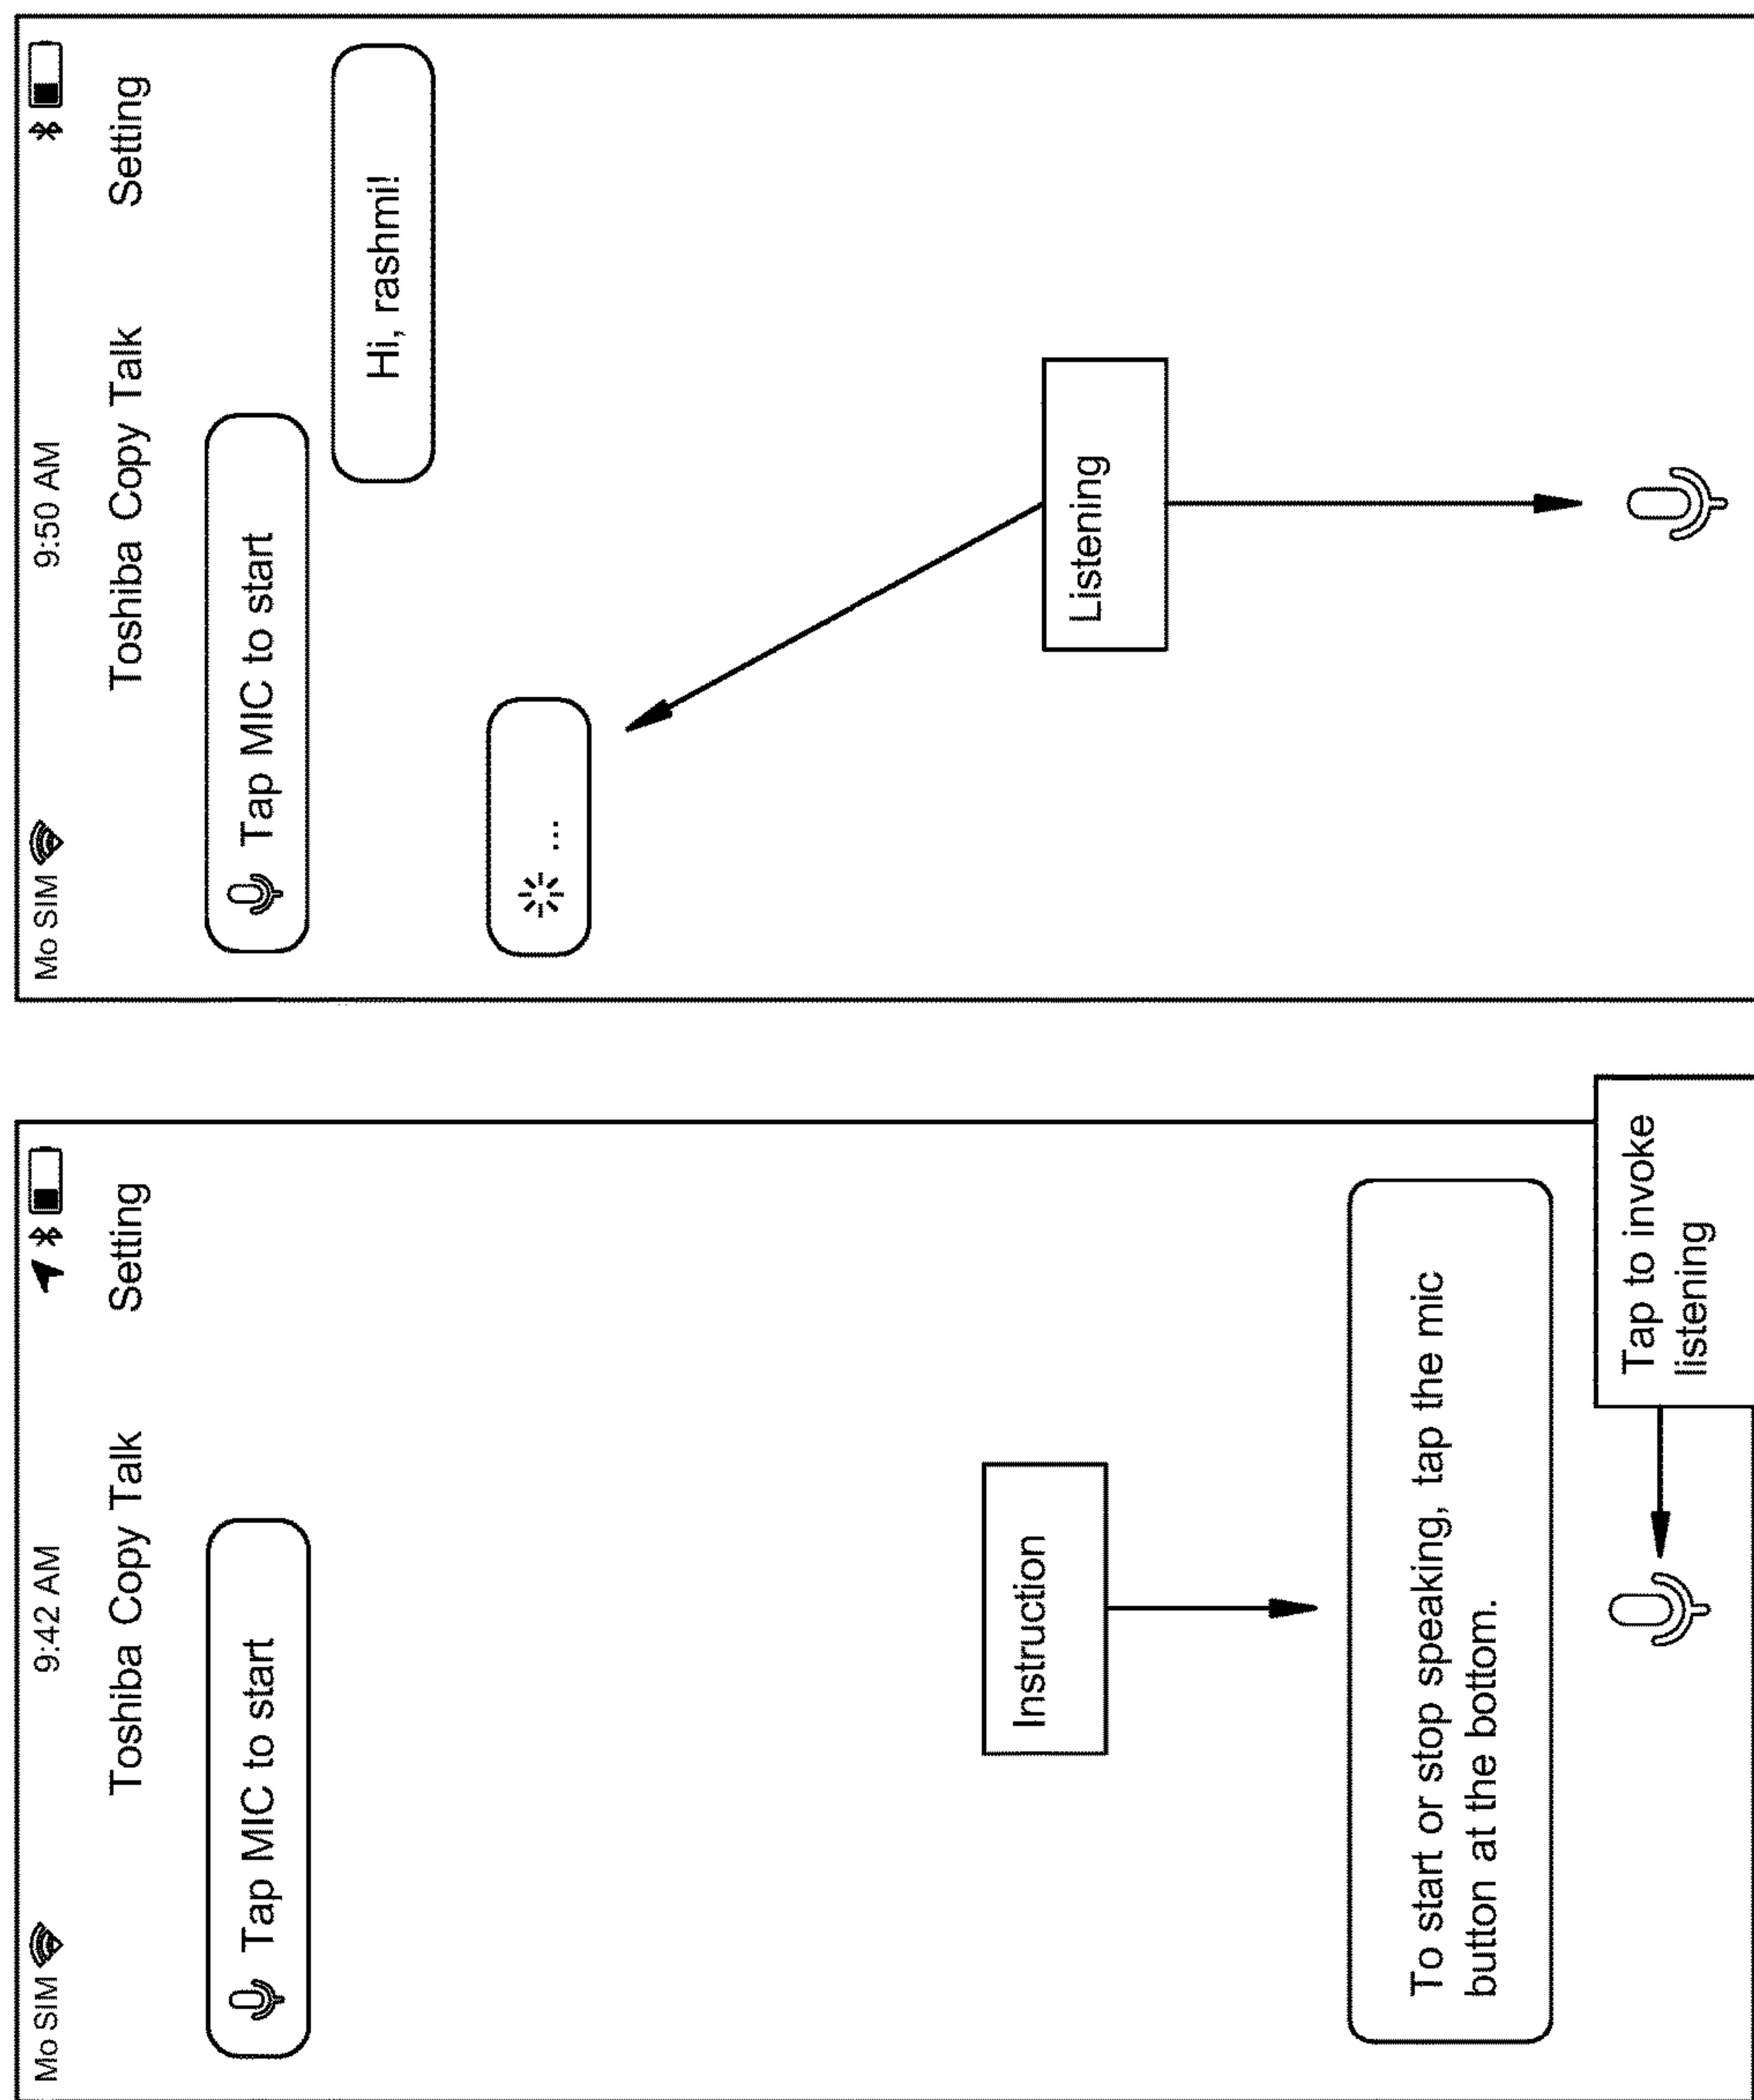 Mo SIM 9:42 AM
Toshiba Copy Talk Setting
Tap MIC to start
Instruction
To start or stop speaking, tap the mic
button at the bottom.
Tap to invoke
listening
Mo SIM 9:50 AM
Toshiba Copy Talk Setting
Tap MIC to start
Hi, rashmi!
...
Listening